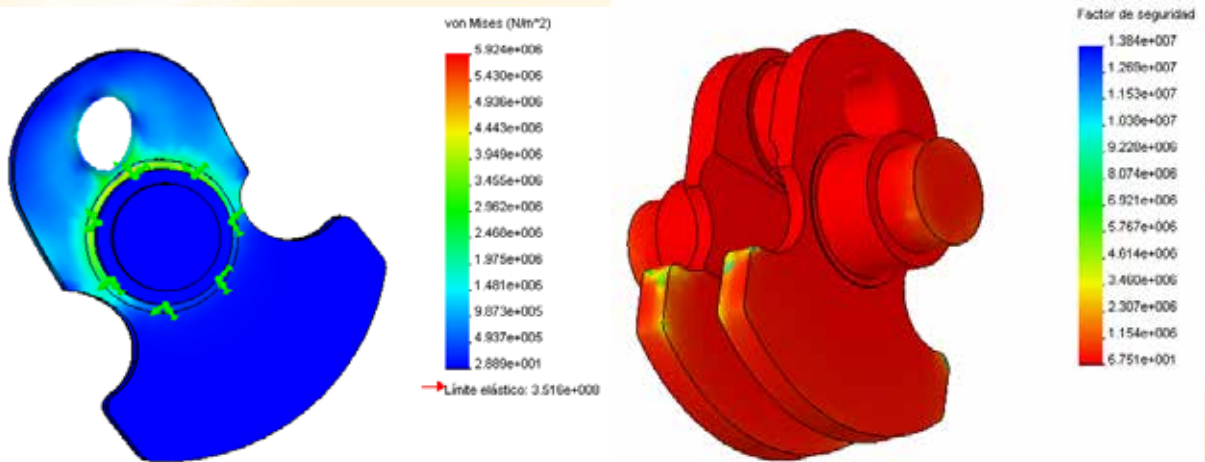 von Mises (N/m^2)
5.924e+006
5.430e+006
4.936e+006
4.443e+006
3.949e+006
3.455e+006
2.962e+006
2.468e+006
1.975e+006
1.481e+006
9.873e+005
4.937e+005
2.889e+001
Límite elástico: 3.516e+008
Factor de seguridad
1.384e+007
1.269e+007
1.153e+007
1.038e+007
9.228e+006
8.074e+006
6.921e+006
5.767e+006
4.614e+006
3.460e+006
2.307e+006
1.154e+006
6.751e+001